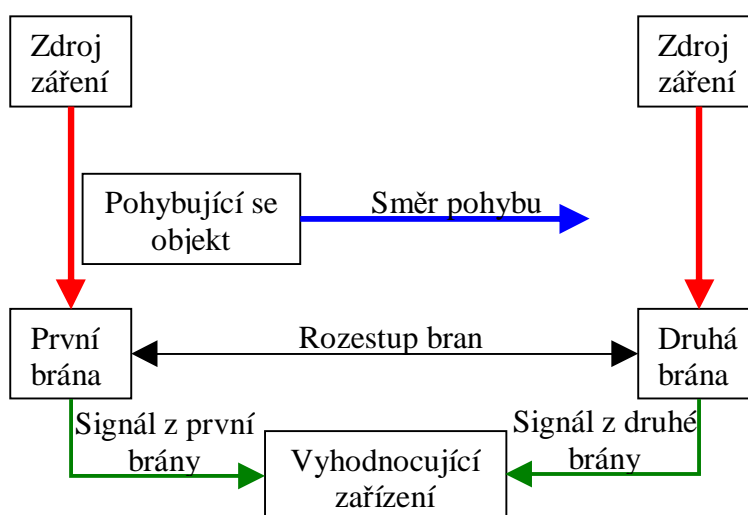 Zdroj
záření
Zdroj
záření
Pohybující se
objekt
Směr pohybu
První
brána
Rozestup bran
Druhá
brána
Signál z první
brány
Signál z druhé
brány
Vyhodnocující
zařízení